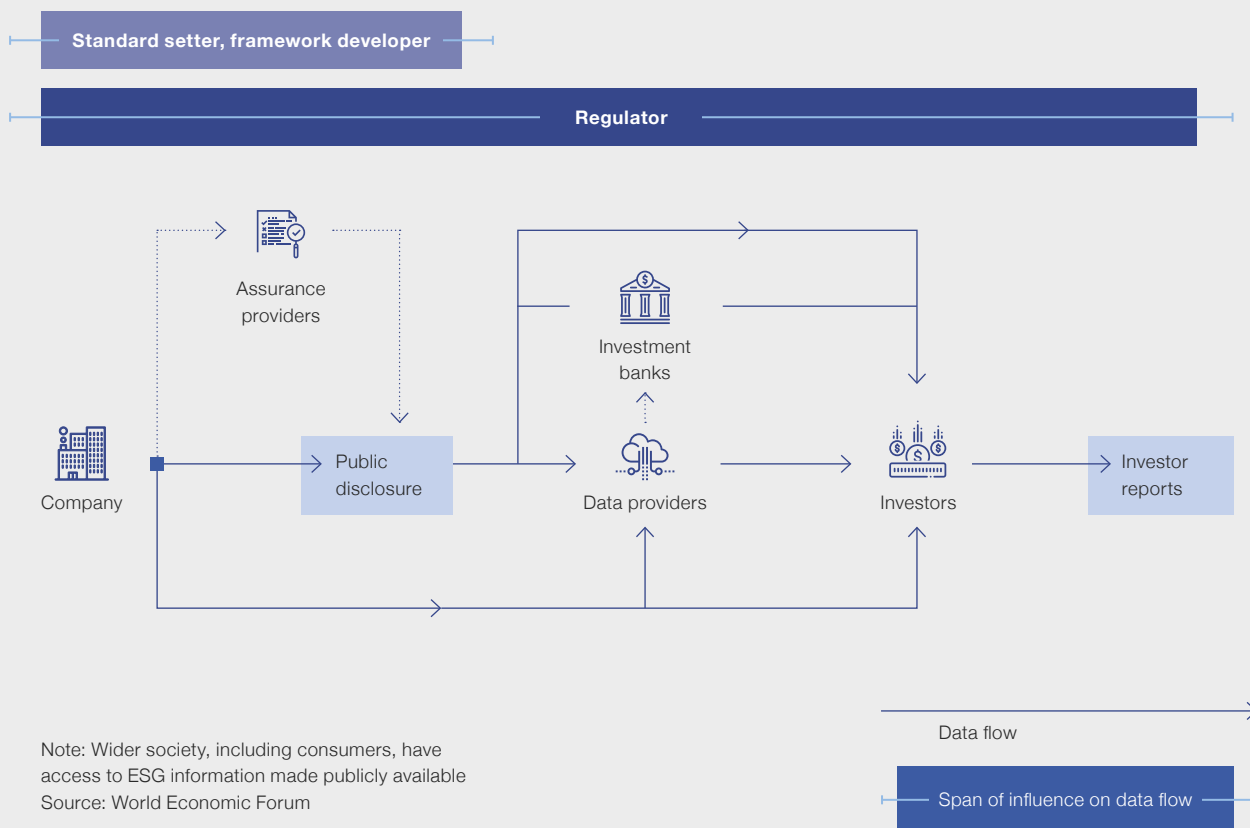 Standard setter, framework developer
Regulator
Assurance
providers
Investment
banks
Company
Public
disclosure
Data providers
Investors
Investor
reports
Data flow
Note: Wider society, including consumers, have
access to ESG information made publicly available
Source: World Economic Forum
Span of influence on data flow